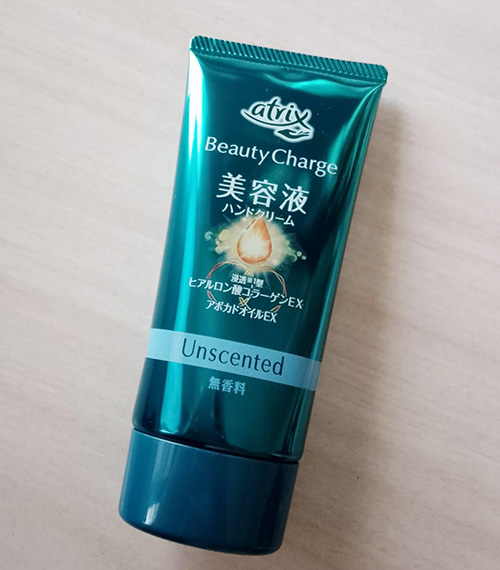 atrix
Beauty Charge
美容液
ハンドクリーム
浸透※1型
ヒアルロン酸コラーゲンEX
×
アボカドオイルEX
Unscented
無香料